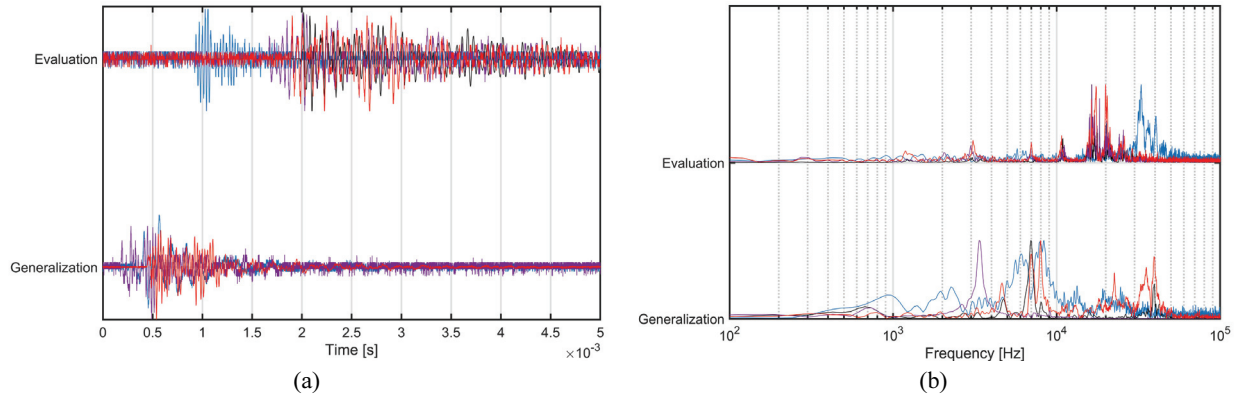 Evaluation
Generalization
0 0.5 1 1.5 2 2.5 3 3.5 4 4.5 5
Time [s] ×10⁻³
(a)
Evaluation
Generalization
10² 10³ 10⁴ 10⁵
Frequency [Hz]
(b)